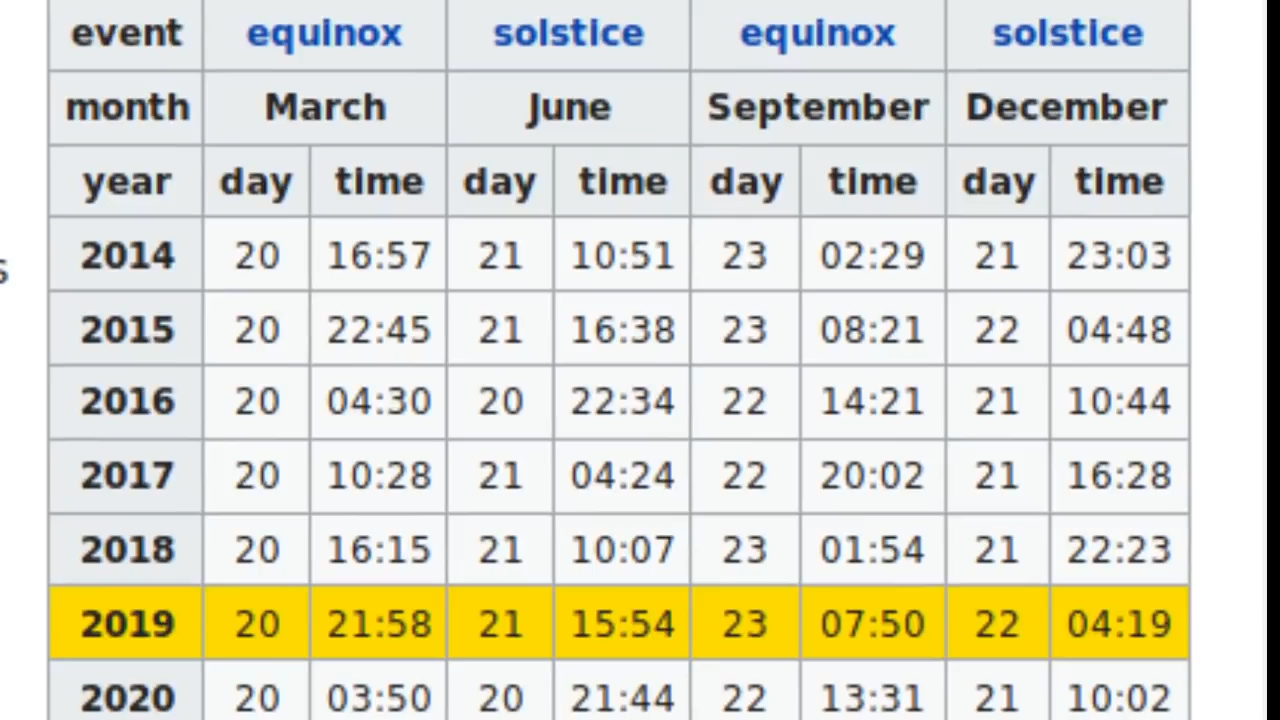 event equinox solstice equinox solstice
month March June September December
year day time day time day time day time
2014 20 16:57 21 10:51 23 02:29 21 23:03
s
2015 20 22:45 21 16:38 23 08:21 22 04:48
2016 20 04:30 20 22:34 22 14:21 21 10:44
2017 20 10:28 21 04:24 22 20:02 21 16:28
2018 20 16:15 21 10:07 23 01:54 21 22:23
2019 20 21:58 21 15:54 23 07:50 22 04:19
2020 20 03:50 20 21:44 22 13:31 21 10:02